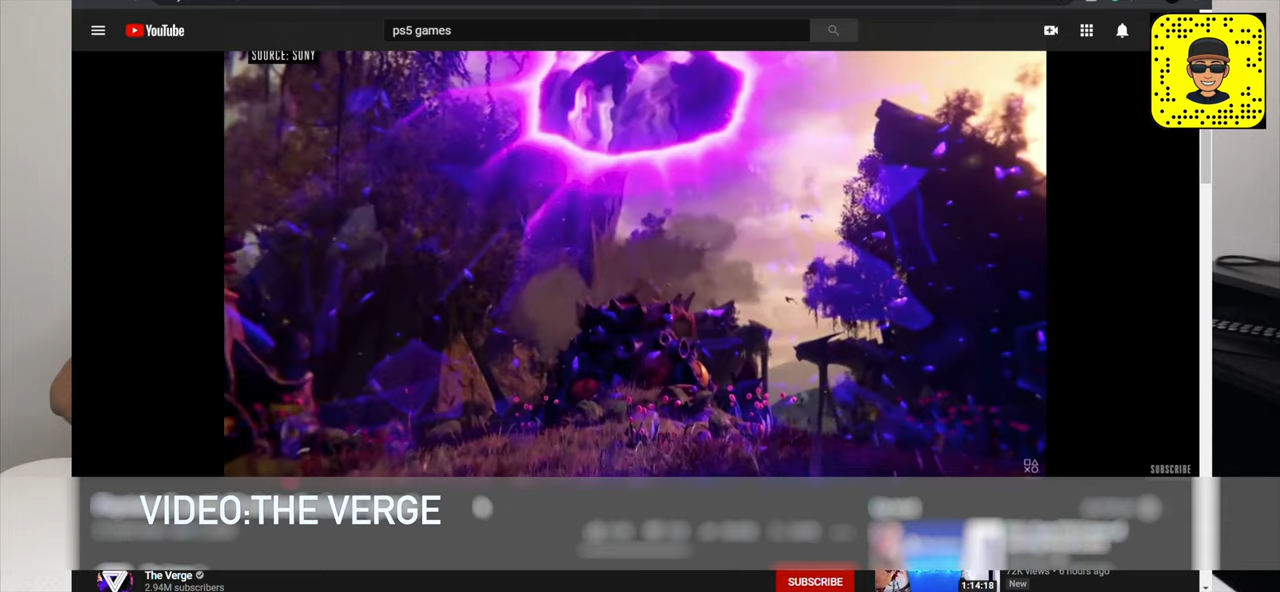 YouTube
ps5 games
SOURCE: SONY
SUBSCRIBE
VIDEO:THE VERGE
The Verge
2.94M subscribers
SUBSCRIBE
1:14:18
72K views • 6 hours ago
New